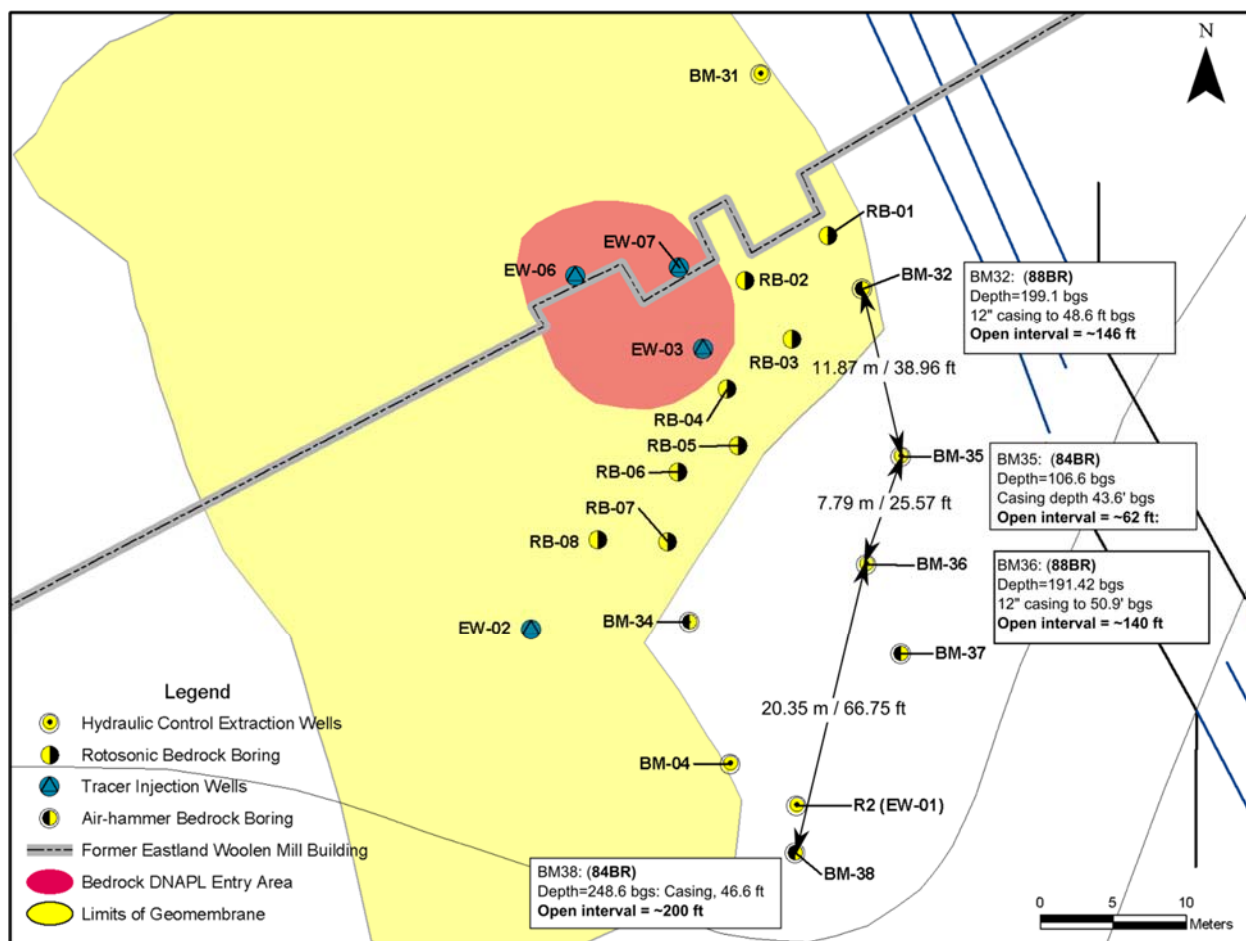 N
BM-31
RB-01
EW-07
EW-06
RB-02
BM-32
BM32: (88BR)
Depth=199.1 bgs
12" casing to 48.6 ft bgs
Open interval = ~146 ft
EW-03
RB-03
11.87 m / 38.96 ft
RB-04
RB-05
BM-35
BM35: (84BR)
Depth=106.6 bgs
Casing depth 43.6' bgs
Open interval = ~62 ft:
RB-06
7.79 m / 25.57 ft
RB-07
RB-08
BM-36
BM36: (88BR)
Depth=191.42 bgs
12" casing to 50.9' bgs
Open interval = ~140 ft
EW-02
BM-34
BM-37
20.35 m / 66.75 ft
BM-04
R2 (EW-01)
BM-38
BM38: (84BR)
Depth=248.6 bgs: Casing, 46.6 ft
Open interval = ~200 ft
Legend
Hydraulic Control Extraction Wells
Rotosonic Bedrock Boring
Tracer Injection Wells
Air-hammer Bedrock Boring
Former Eastland Woolen Mill Building
Bedrock DNAPL Entry Area
Limits of Geomembrane
0 5 10
Meters